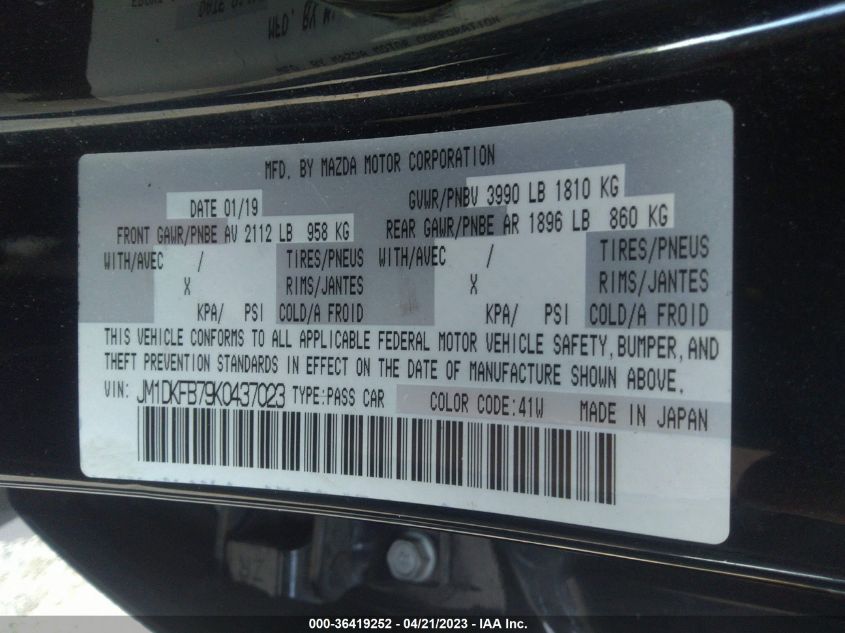 MFD. BY MAZDA MOTOR CORPORATION
DATE 01/19 GVWR/PNBV 3990 LB 1810 KG
FRONT GAWR/PNBE AV 2112 LB 958 KG REAR GAWR/PNBE AR 1896 LB 860 KG
WITH/AVEC / TIRES/PNEUS WITH/AVEC / TIRES/PNEUS
X RIMS/JANTES X RIMS/JANTES
KPA/ PSI COLD/A FROID KPA/ PSI COLD/A FROID
THIS VEHICLE CONFORMS TO ALL APPLICABLE FEDERAL MOTOR VEHICLE SAFETY, BUMPER, AND
THEFT PREVENTION STANDARDS IN EFFECT ON THE DATE OF MANUFACTURE SHOWN ABOVE.
VIN: JM1DKFB79K0437023 TYPE:PASS CAR COLOR CODE:41W MADE IN JAPAN
000-36419252 - 04/21/2023 - IAA Inc.